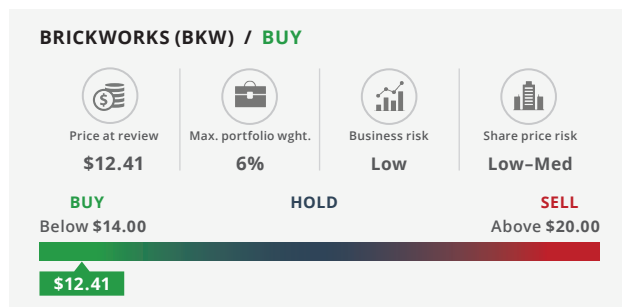 BRICKWORKS (BKW) / BUY
Price at review
$12.41
Max. portfolio wght.
6%
Business risk
Low
Share price risk
Low–Med
BUY
Below $14.00
HOLD
SELL
Above $20.00
$12.41